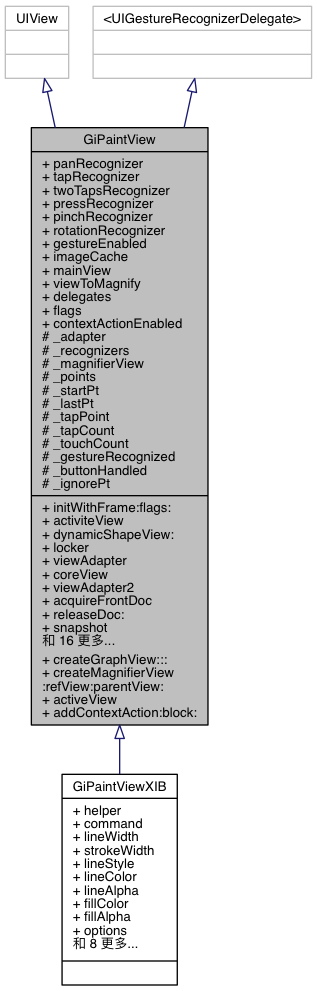 UIView
<UIGestureRecognizerDelegate>
GiPaintView
+ panRecognizer
+ tapRecognizer
+ twoTapsRecognizer
+ pressRecognizer
+ pinchRecognizer
+ rotationRecognizer
+ gestureEnabled
+ imageCache
+ mainView
+ viewToMagnify
+ delegates
+ flags
+ contextActionEnabled
# _adapter
# _recognizers
# _magnifierView
# _points
# _startPt
# _lastPt
# _tapPoint
# _tapCount
# _touchCount
# _gestureRecognized
# _buttonHandled
# _ignorePt
+ initWithFrame:flags:
+ activiteView
+ dynamicShapeView:
+ locker
+ viewAdapter
+ coreView
+ viewAdapter2
+ acquireFrontDoc
+ releaseDoc:
+ snapshot
和 16 更多...
+ createGraphView:::
+ createMagnifierView
:refView:parentView:
+ activeView
+ addContextAction:block:
GiPaintViewXIB
+ helper
+ command
+ lineWidth
+ strokeWidth
+ lineStyle
+ lineColor
+ lineAlpha
+ fillColor
+ fillAlpha
+ options
和 8 更多...